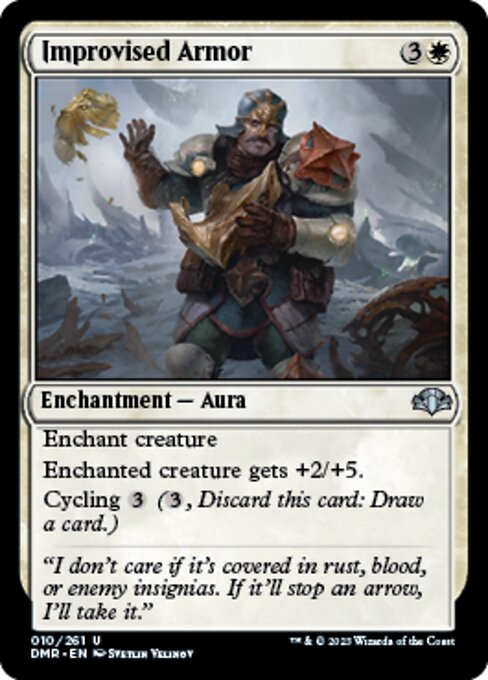 Improvised Armor 3
Enchantment — Aura
Enchant creature
Enchanted creature gets +2/+5.
Cycling 3 (3, Discard this card: Draw
a card.)
"I don't care if it's covered in rust, blood,
or enemy insignias. If it'll stop an arrow,
I'll take it."
010/261 U
™ & © 2023 Wizards of the Coast
DMR • EN Svetlin Velinov